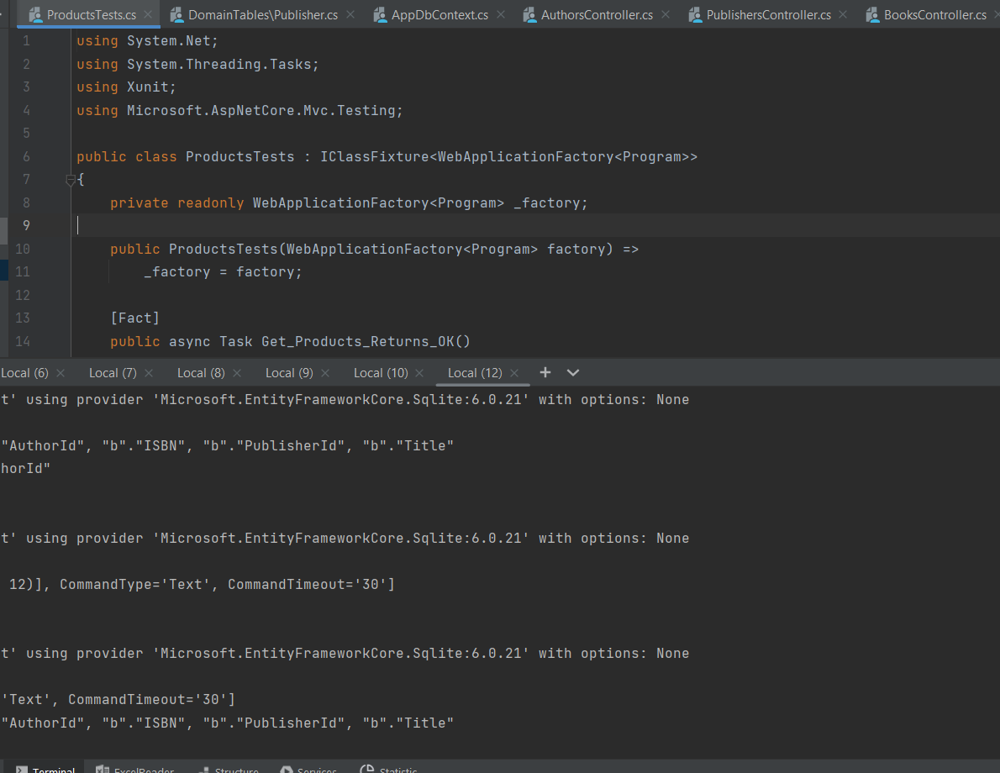 ProductsTests.cs DomainTables\Publisher.cs AppDbContext.cs AuthorsController.cs PublishersController.cs BooksController.cs
1 using System.Net;
2 using System.Threading.Tasks;
3 using Xunit;
4 using Microsoft.AspNetCore.Mvc.Testing;
5
6 public class ProductsTests : IClassFixture<WebApplicationFactory<Program>>
7 {
8 private readonly WebApplicationFactory<Program> _factory;
9
10 public ProductsTests(WebApplicationFactory<Program> factory) =>
11 _factory = factory;
12
13 [Fact]
14 public async Task Get_Products_Returns_OK()
Local (6) Local (7) Local (8) Local (9) Local (10) Local (12)
t' using provider 'Microsoft.EntityFrameworkCore.Sqlite:6.0.21' with options: None
"AuthorId", "b"."ISBN", "b"."PublisherId", "b"."Title"
horId"
t' using provider 'Microsoft.EntityFrameworkCore.Sqlite:6.0.21' with options: None
12)], CommandType='Text', CommandTimeout='30']
t' using provider 'Microsoft.EntityFrameworkCore.Sqlite:6.0.21' with options: None
'Text', CommandTimeout='30']
"AuthorId", "b"."ISBN", "b"."PublisherId", "b"."Title"
Terminal ExcelReader Structure Services Statistic